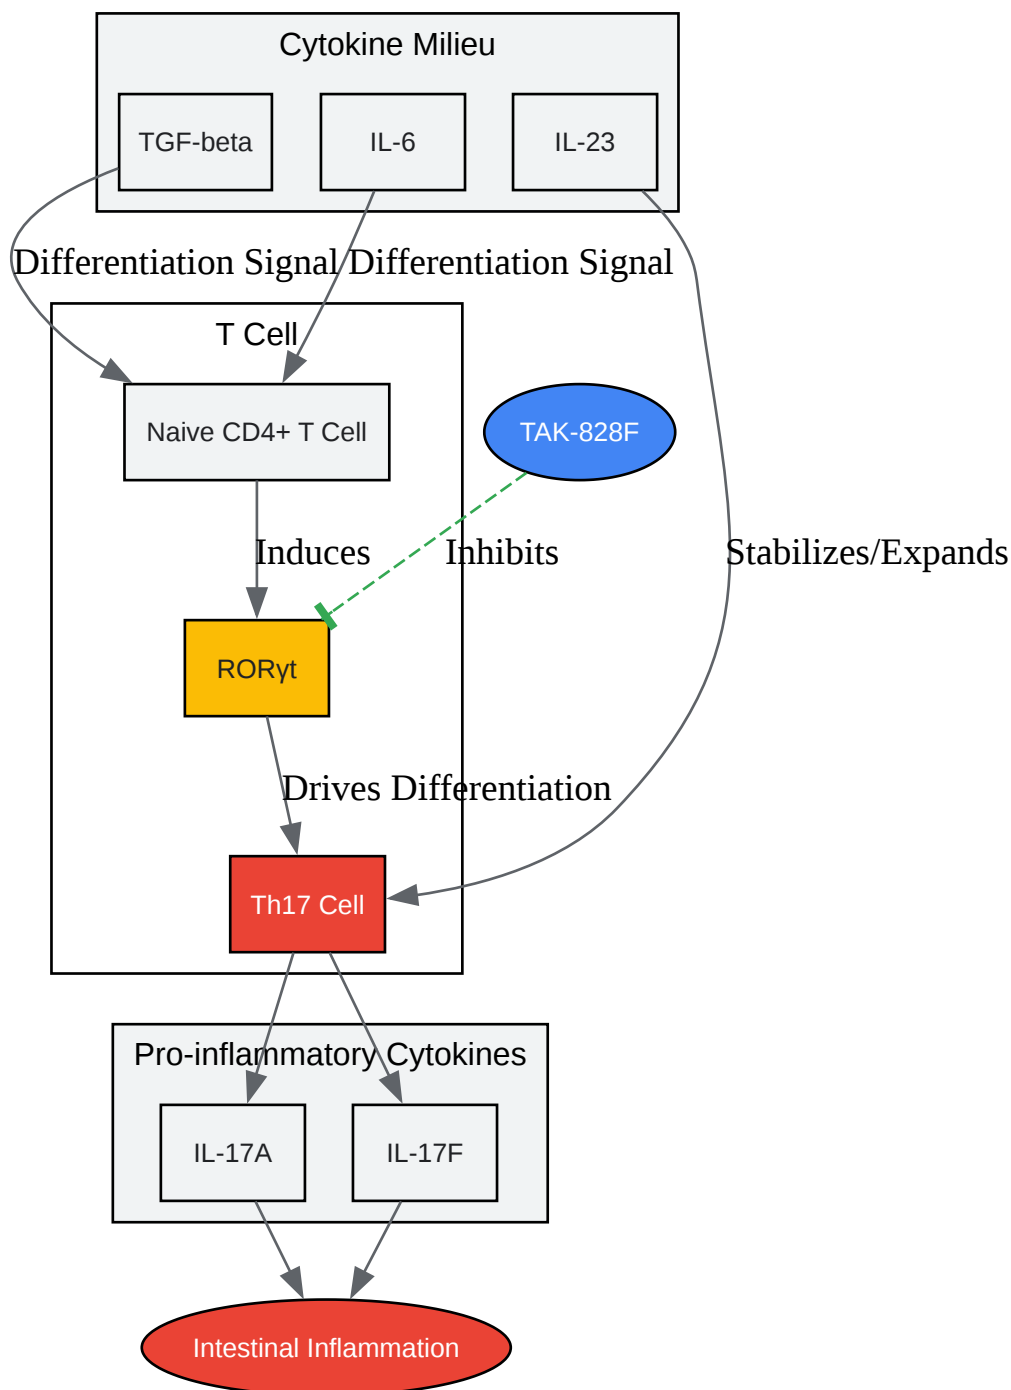 Cytokine Milieu
TGF-beta
IL-6
IL-23
Differentiation Signal
Differentiation Signal
T Cell
Naive CD4+ T Cell
TAK-828F
Induces
Inhibits
Stabilizes/Expands
RORγt
Drives Differentiation
Th17 Cell
Pro-inflammatory Cytokines
IL-17A
IL-17F
Intestinal Inflammation